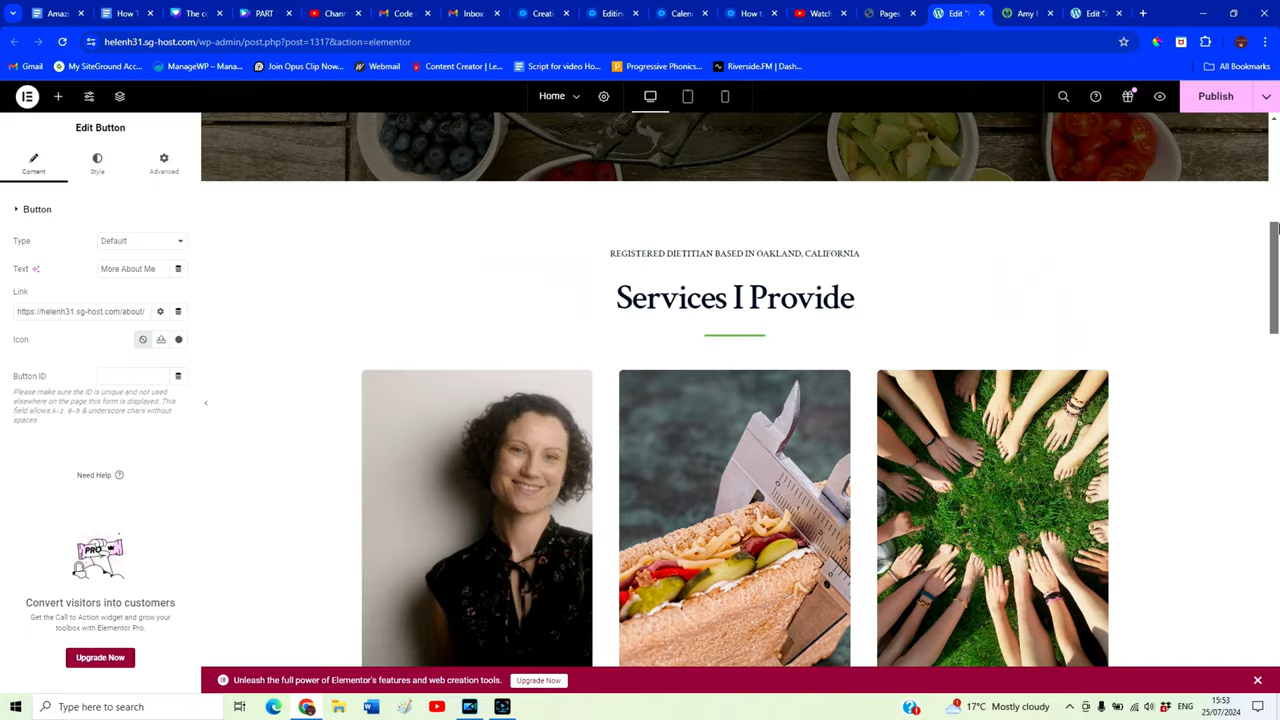 Amaz
How T
The co
PART
Chann
Code
Inbox
Creati
Editing
Calen
How ta
Watch
Pages
Edit "
Amy
Edit "
helenh31.sg-host.com/wp-admin/post.php?post=1317&action=elementor
Gmail
My SiteGround Acc...
ManageWP – Mana...
Join Opus Clip Now...
Webmail
Content Creator | Le...
Script for video Ho...
Progressive Phonics...
Riverside.FM | Dash...
All Bookmarks
Home
Publish
Edit Button
Content
Style
Advanced
Button
Type
Default
Text
More About Me
Link
https://helenh31.sg-host.com/about/
Icon
Button ID
Please make sure the ID is unique and not used
elsewhere on the page this form is displayed. This
field allows A-z 0-9 & underscore chars without
spaces.
Need Help
PRO
Convert visitors into customers
Get the Call to Action widget and grow your
toolbox with Elementor Pro.
Upgrade Now
REGISTERED DIETITIAN BASED IN OAKLAND, CALIFORNIA
Services I Provide
Unleash the full power of Elementor's features and web creation tools.
Upgrade Now
Type here to search
17°C Mostly cloudy
ENG
15:53
25/07/2024